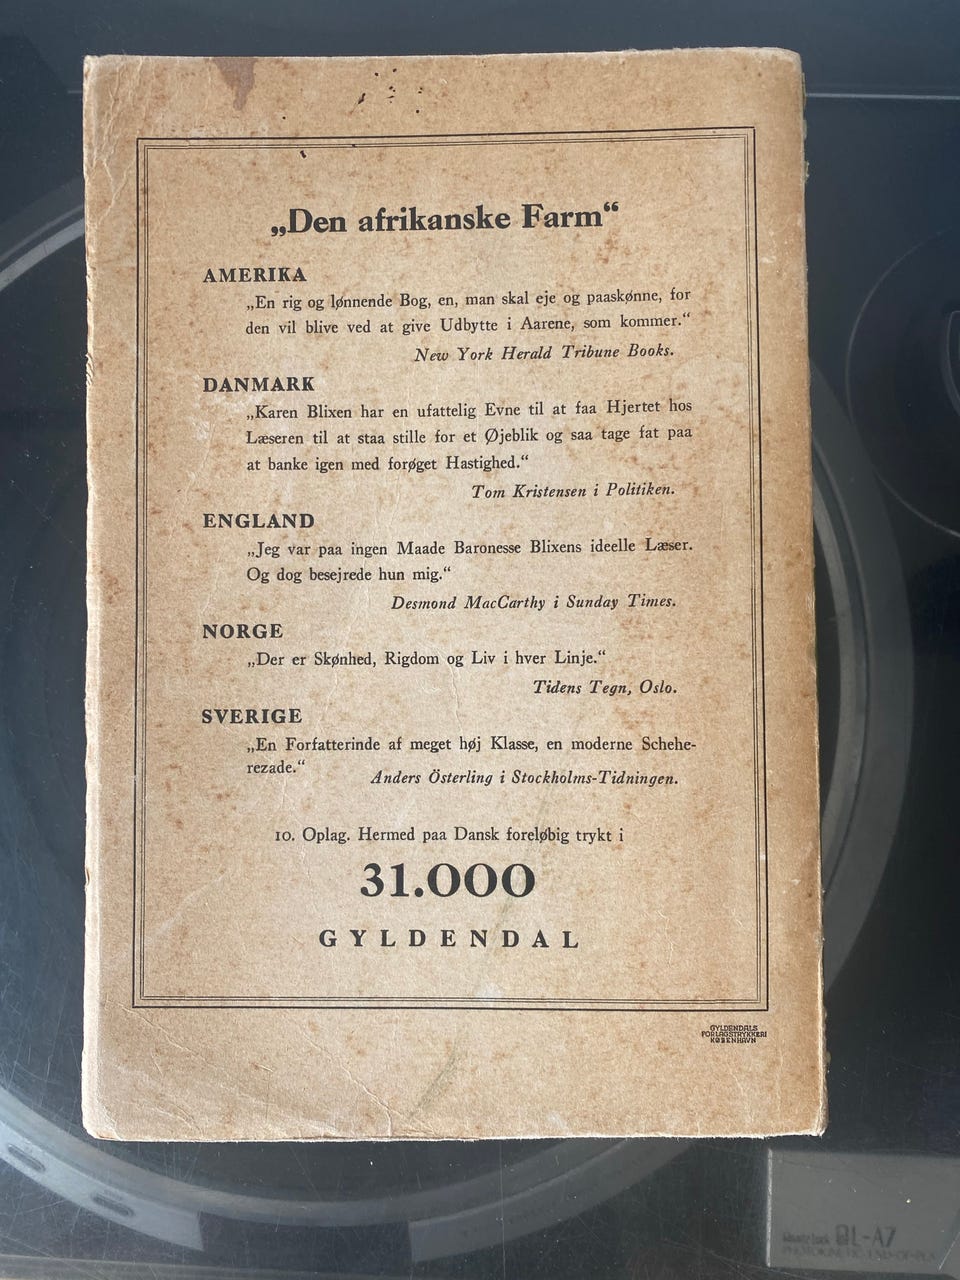 „Den afrikanske Farm“
AMERIKA
„En rig og lønnende Bog, en, man skal eje og paaskønne, for
den vil blive ved at give Udbytte i Aarene, som kommer.“
New York Herald Tribune Books.
DANMARK
„Karen Blixen har en ufattelig Evne til at faa Hjertet hos
Læseren til at staa stille for et Øjeblik og saa tage fat paa
at banke igen med forøget Hastighed.“
Tom Kristensen i Politiken.
ENGLAND
„Jeg var paa ingen Maade Baronesse Blixens ideelle Læser.
Og dog besejrede hun mig.“
Desmond MacCarthy i Sunday Times.
NORGE
„Der er Skønhed, Rigdom og Liv i hver Linje.“
Tidens Tegn, Oslo.
SVERIGE
„En Forfatterinde af meget høj Klasse, en moderne Schehe-
rezade.“
Anders Österling i Stockholms-Tidningen.
10. Oplag. Hermed paa Dansk foreløbig trykt i
31.000
GYLDENDAL
GYLDENDALS
FORLAGSTRYKKERI
KØBENHAVN
QL-A7